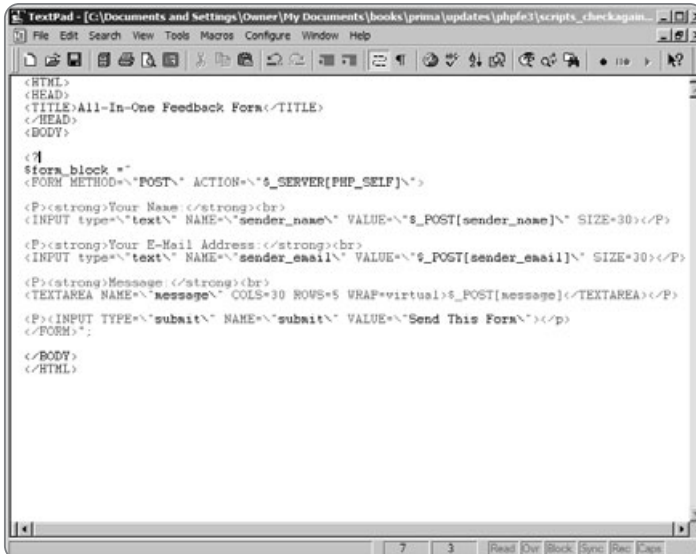 TextPad - [C:\Documents and Settings\Owner\My Documents\books\prima\updates\phpfe3\scripts_checkagain...
File Edit Search View Tools Macros Configure Window Help
<HTML>
<HEAD>
<TITLE>All-In-One Feedback Form</TITLE>
</HEAD>
<BODY>
<?
$form_block ="
<FORM METHOD=\"POST\" ACTION=\"$_SERVER[PHP_SELF]\">
<P><strong>Your Name:</strong><br>
<INPUT type=\"text\" NAME=\"sender_name\" VALUE=\"$_POST[sender_name]\" SIZE=30></P>
<P><strong>Your E-Mail Address:</strong><br>
<INPUT type=\"text\" NAME=\"sender_email\" VALUE=\"$_POST[sender_email]\" SIZE=30></P>
<P><strong>Message:</strong><br>
<TEXTAREA NAME=\"message\" COLS=30 ROWS=5 WRAP=virtual>$_POST[message]</TEXTAREA></P>
<P><INPUT TYPE=\"submit\" NAME=\"submit\" VALUE=\"Send This Form\"></p>
</FORM>";
</BODY>
</HTML>
7 3 Read Ovr Block Sync Rec Caps